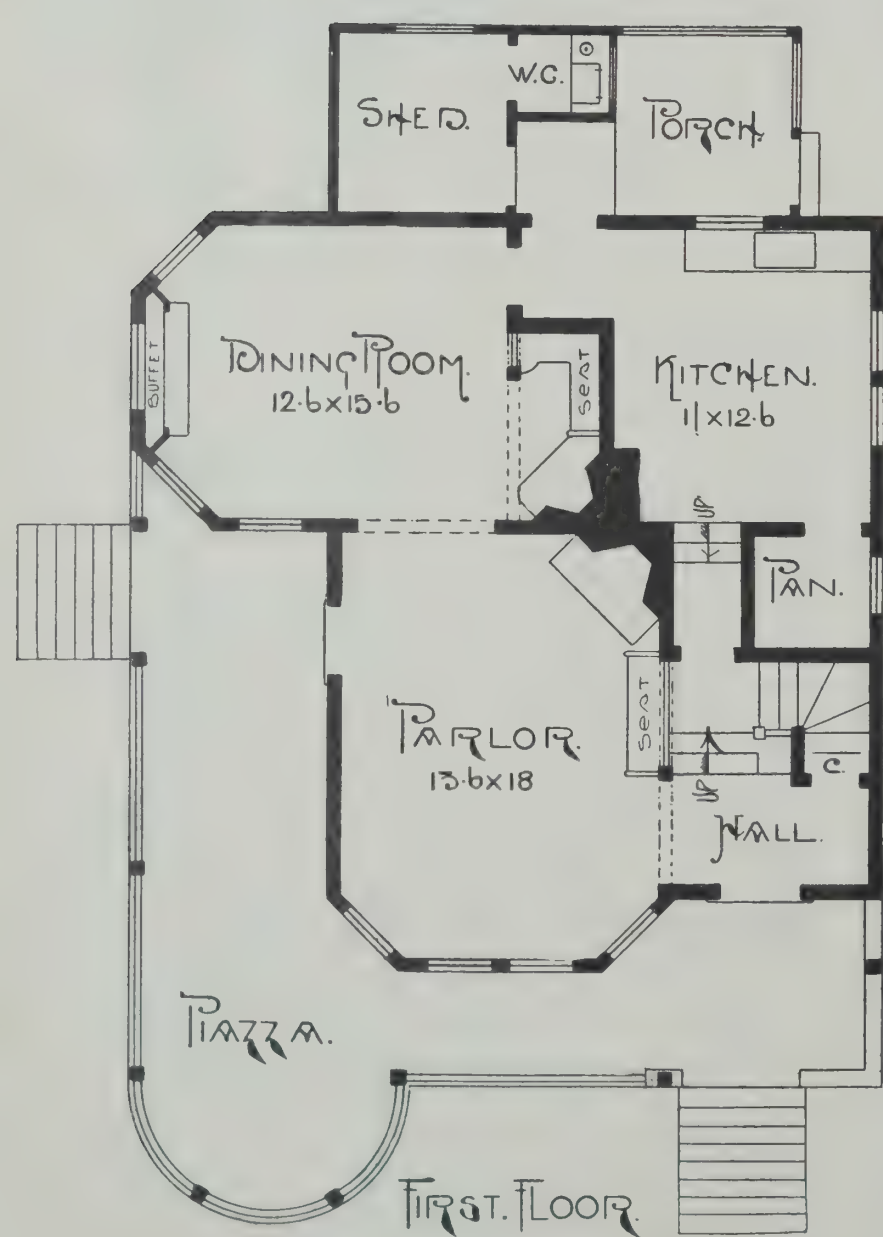 SHED.
W.C.
PORCH.
BUFFET
DINING ROOM.
12·6x15·6
SEAT
KITCHEN.
11x12·6
UP
PAN.
PARLOR.
13·6x18
SEAT
UP
C.
HALL.
PIAZZA.
FIRST. FLOOR.